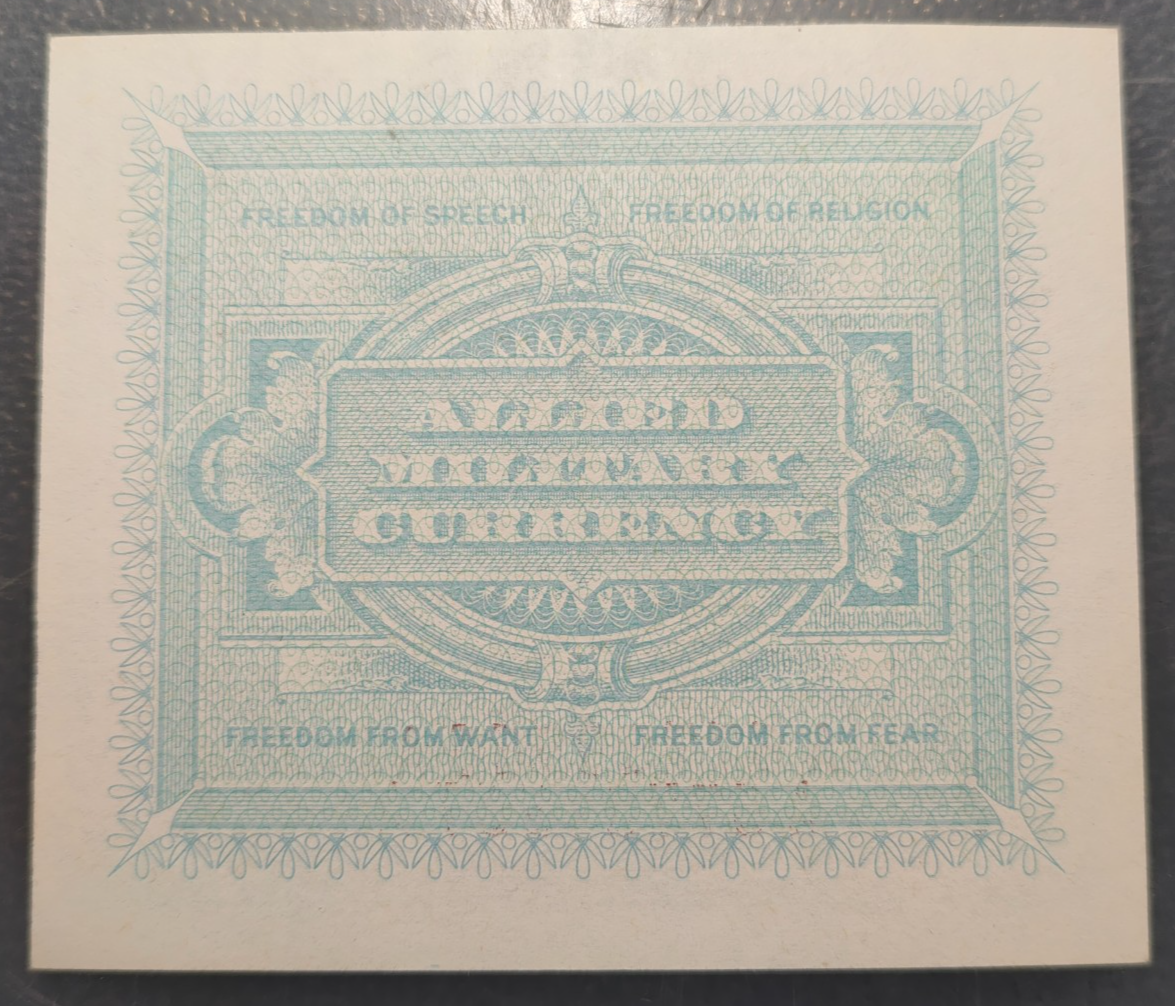 FREEDOM OF SPEECH FREEDOM OF RELIGION
ALLIED
MILITARY
CURRENCY
FREEDOM FROM WANT FREEDOM FROM FEAR